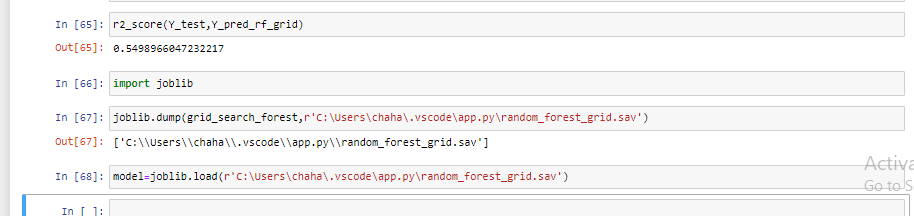 In [65]: r2_score(Y_test,Y_pred_rf_grid)
Out[65]: 0.5498966047232217
In [66]: import joblib
In [67]: joblib.dump(grid_search_forest,r'C:\Users\chaha\.vscode\app.py\random_forest_grid.sav')
Out[67]: ['C:\\Users\\chaha\\.vscode\\app.py\\random_forest_grid.sav']
Activa
In [68]: model=joblib.load(r'C:\Users\chaha\.vscode\app.py\random_forest_grid.sav')
Go to S
In [ ]: